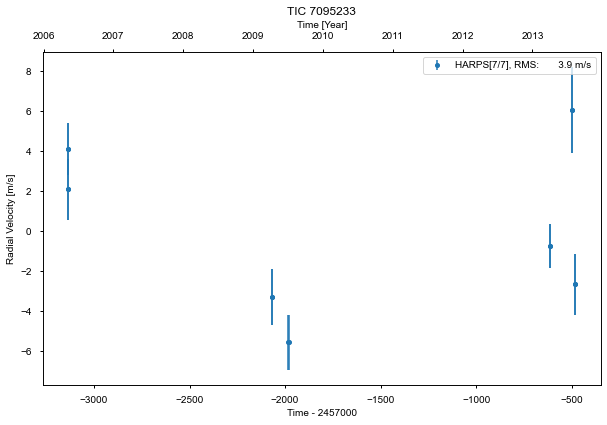 TIC 7095233
Time [Year]
2006 2007 2008 2009 2010 2011 2012 2013
HARPS[7/7], RMS: 3.9 m/s
Radial Velocity [m/s]
8
6
4
2
0
−2
−4
−6
−3000 −2500 −2000 −1500 −1000 −500
Time - 2457000